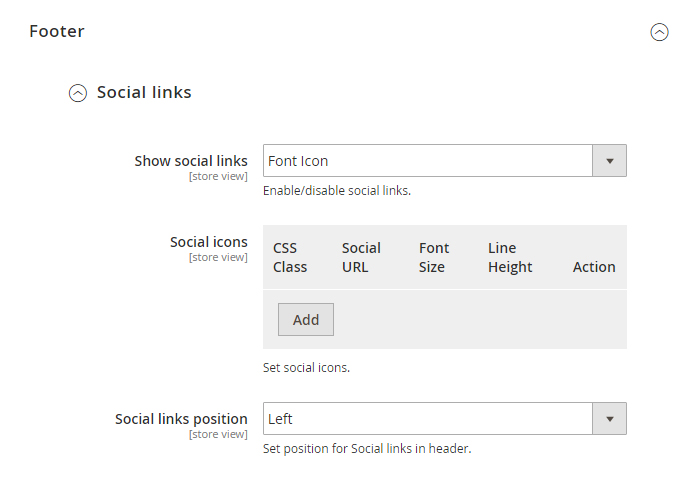 Footer
Social links
Show social links
[store view]
Font Icon
Enable/disable social links.
Social icons
[store view]
CSS Class
Social URL
Font Size
Line Height
Action
Add
Set social icons.
Social links position
[store view]
Left
Set position for Social links in header.